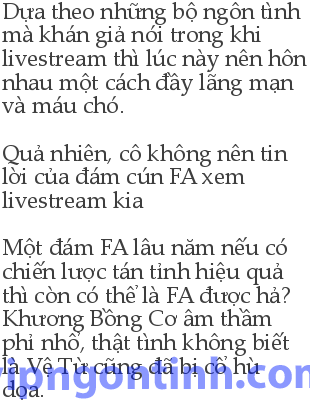 Dựa theo những bộ ngôn tình
mà khán giả nói trong khi
livestream thì lúc này nên hôn
nhau một cách đầy lãng mạn
và máu chó.
Quả nhiên, cô không nên tin
lời của đám cún FA xem
livestream kia
Một đám FA lâu năm nếu có
chiến lược tán tỉnh hiệu quả
thì còn có thể là FA được hả?
Khương Bồng Cơ âm thầm
phỉ nhổ, thật tình không biết
là Vệ Từ cũng đã bị cổ hù
dọa.
vipngontinh.com